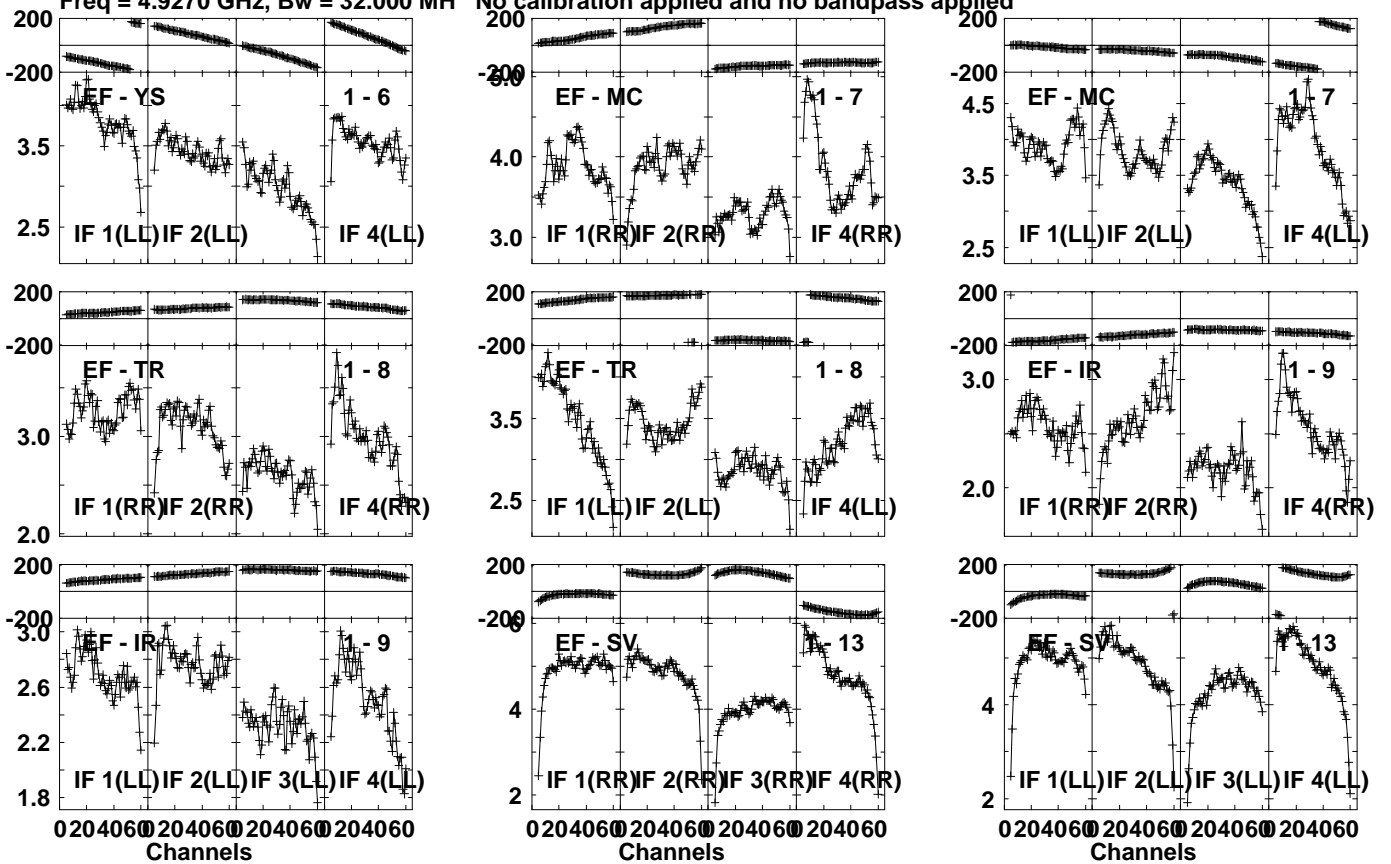 Freq = 4.9270 GHz, Bw = 32.000 MH No calibration applied and no bandpass applied
200
-200
EF - YS
1 - 6
3.5
2.5
IF 1(LL)
IF 2(LL)
IF 4(LL)
200
-200
5.0
EF - MC
1 - 7
4.0
3.0
IF 1(RR)
IF 2(RR)
IF 4(RR)
200
-200
4.5
EF - MC
1 - 7
3.5
2.5
IF 1(LL)
IF 2(LL)
IF 4(LL)
200
-200
EF - TR
1 - 8
3.0
2.0
IF 1(RR)
IF 2(RR)
IF 4(RR)
200
-200
EF - TR
1 - 8
3.5
2.5
IF 1(LL)
IF 2(LL)
IF 4(LL)
200
-200
EF - IR
1 - 9
3.0
2.0
IF 1(RR)
IF 2(RR)
IF 4(RR)
200
-200
3.0
EF - IR
1 - 9
2.6
2.2
1.8
IF 1(LL)
IF 2(LL)
IF 3(LL)
IF 4(LL)
0 20 40 60 0 20 40 60 0 20 40 60 0 20 40 60
Channels
200
-200
6
EF - SV
1 - 13
4
2
IF 1(RR)
IF 2(RR)
IF 3(RR)
IF 4(RR)
0 20 40 60 0 20 40 60 0 20 40 60 0 20 40 60
Channels
200
-200
EF - SV
1 - 13
4
2
IF 1(LL)
IF 2(LL)
IF 3(LL)
IF 4(LL)
0 20 40 60 0 20 40 60 0 20 40 60 0 20 40 60
Channels